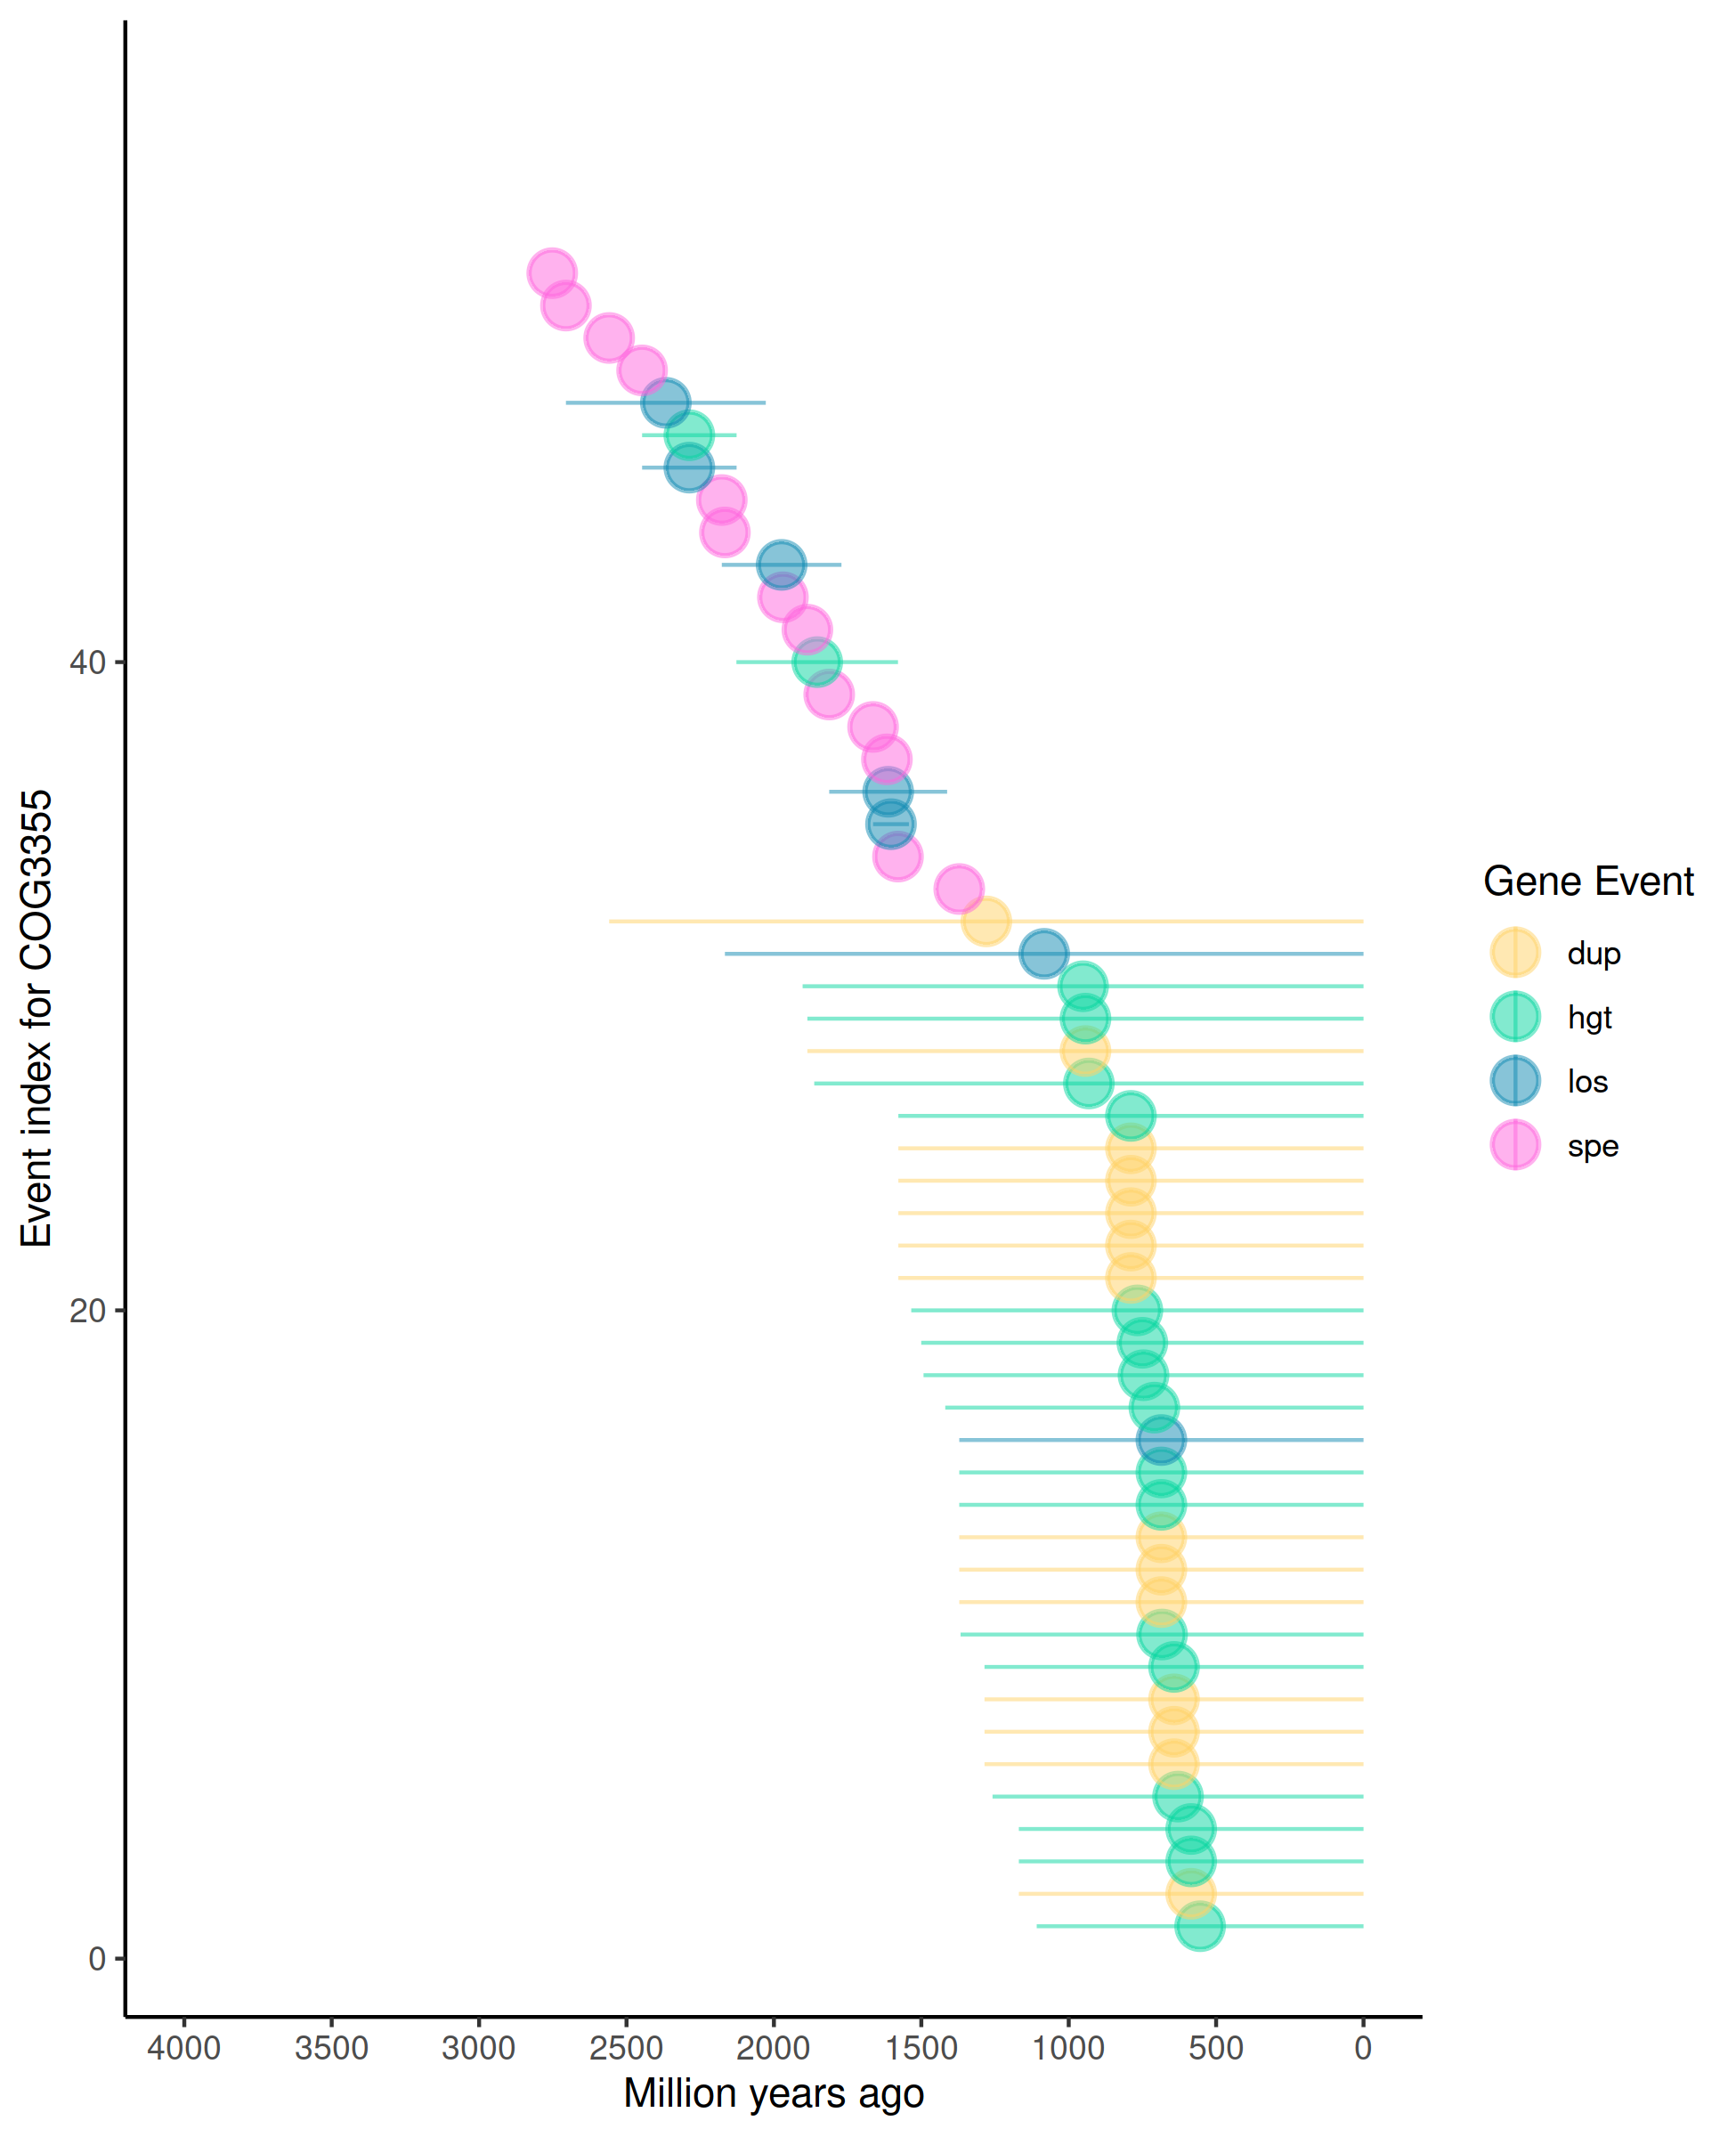 Event index for COG3355
40
20
0
4000 3500 3000 2500 2000 1500 1000 500 0
Million years ago
Gene Event
dup
hgt
los
spe